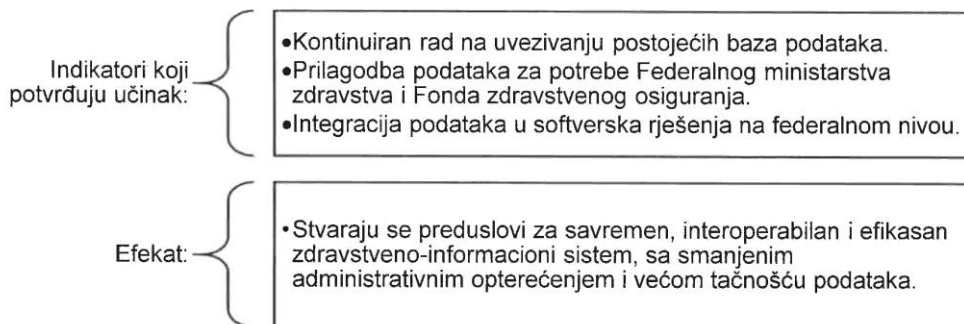 Indikatori koji
potvrđuju učinak:
•Kontinuiran rad na uvezivanju postojećih baza podataka.
•Prilagodba podataka za potrebe Federalnog ministarstva
zdravstva i Fonda zdravstvenog osiguranja.
•Integracija podataka u softverska rješenja na federalnom nivou.
Efekat:
•Stvaraju se preduslovi za savremen, interoperabilan i efikasan
zdravstveno-informacioni sistem, sa smanjenim
administrativnim opterećenjem i većom tačnošću podataka.